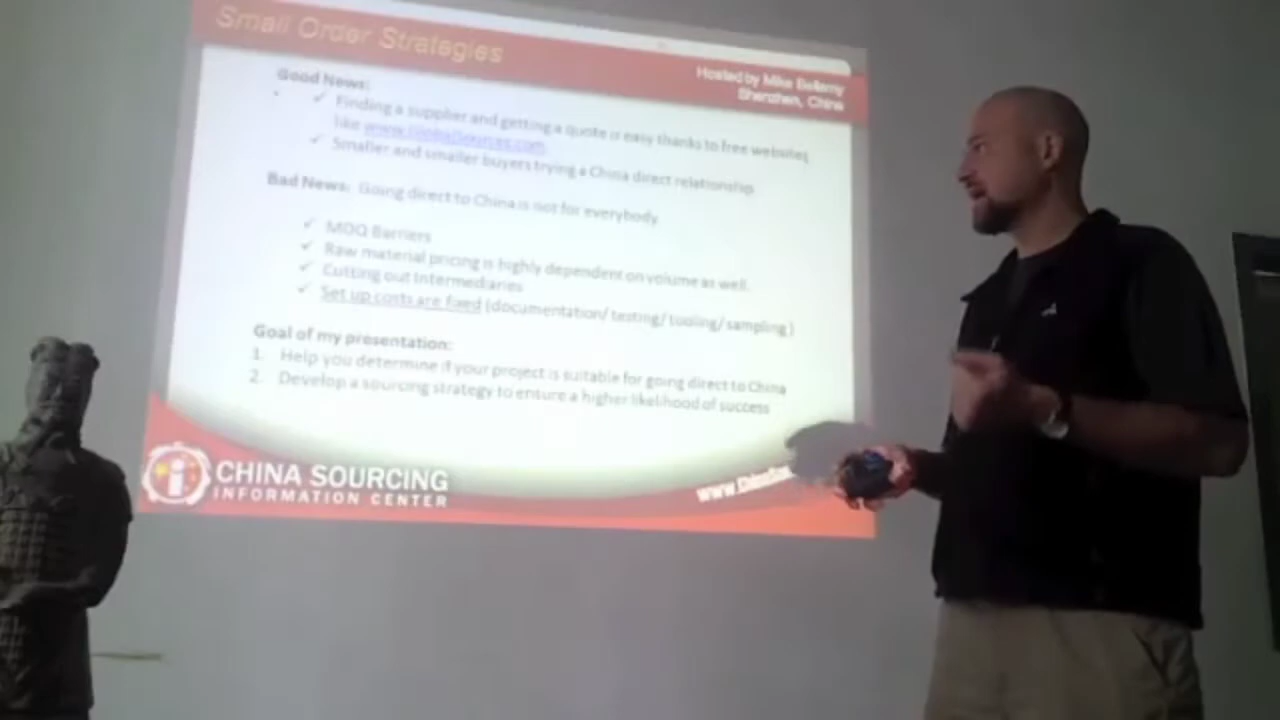 Small Order Strategies
Hosted by Mike Bellamy
Shenzhen, China
Good News:
✓ Finding a supplier and getting a quote is easy thanks to free websites
like www.GlobalSources.com
✓ Smaller and smaller buyers trying a China direct relationship
Bad News: Going direct to China is not for everybody
✓ MOQ Barriers
✓ Raw material pricing is highly dependent on volume as well.
✓ Cutting out Intermediaries
✓ Set up costs are fixed (documentation/ testing/ tooling/ sampling)
Goal of my presentation:
1. Help you determine if your project is suitable for going direct to China
2. Develop a sourcing strategy to ensure a higher likelihood of success
CHINA SOURCING
INFORMATION CENTER